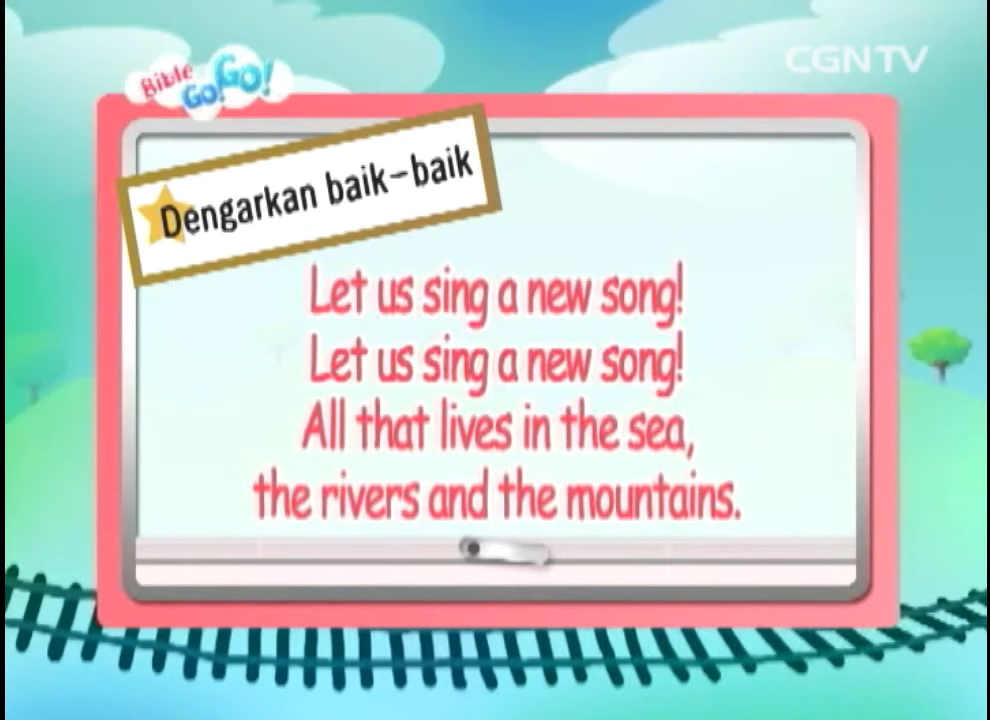 CGNTV
Bible
Go! Go!
Dengarkan baik-baik
Let us sing a new song!
Let us sing a new song!
All that lives in the sea,
the rivers and the mountains.